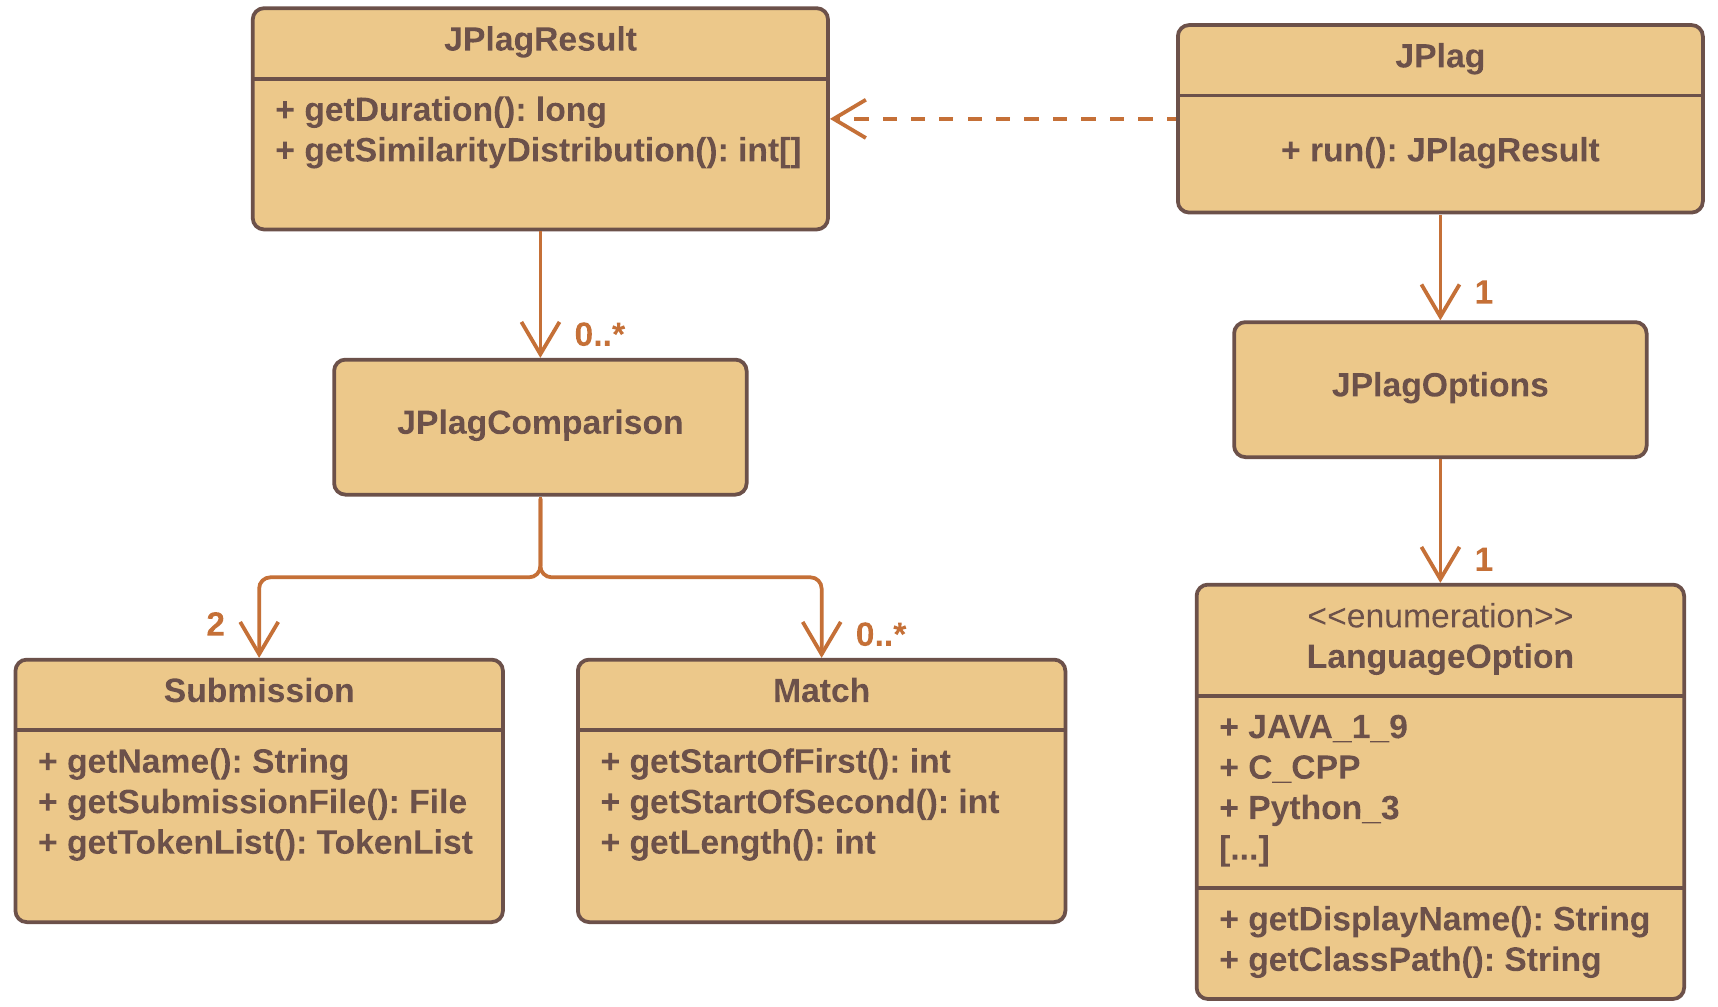 JPlagResult
+ getDuration(): long
+ getSimilarityDistribution(): int[]
JPlag
+ run(): JPlagResult
0..*
1
JPlagComparison
JPlagOptions
2
0..*
1
Submission
+ getName(): String
+ getSubmissionFile(): File
+ getTokenList(): TokenList
Match
+ getStartOfFirst(): int
+ getStartOfSecond(): int
+ getLength(): int
<<enumeration>>
LanguageOption
+ JAVA_1_9
+ C_CPP
+ Python_3
[...]
+ getDisplayName(): String
+ getClassPath(): String